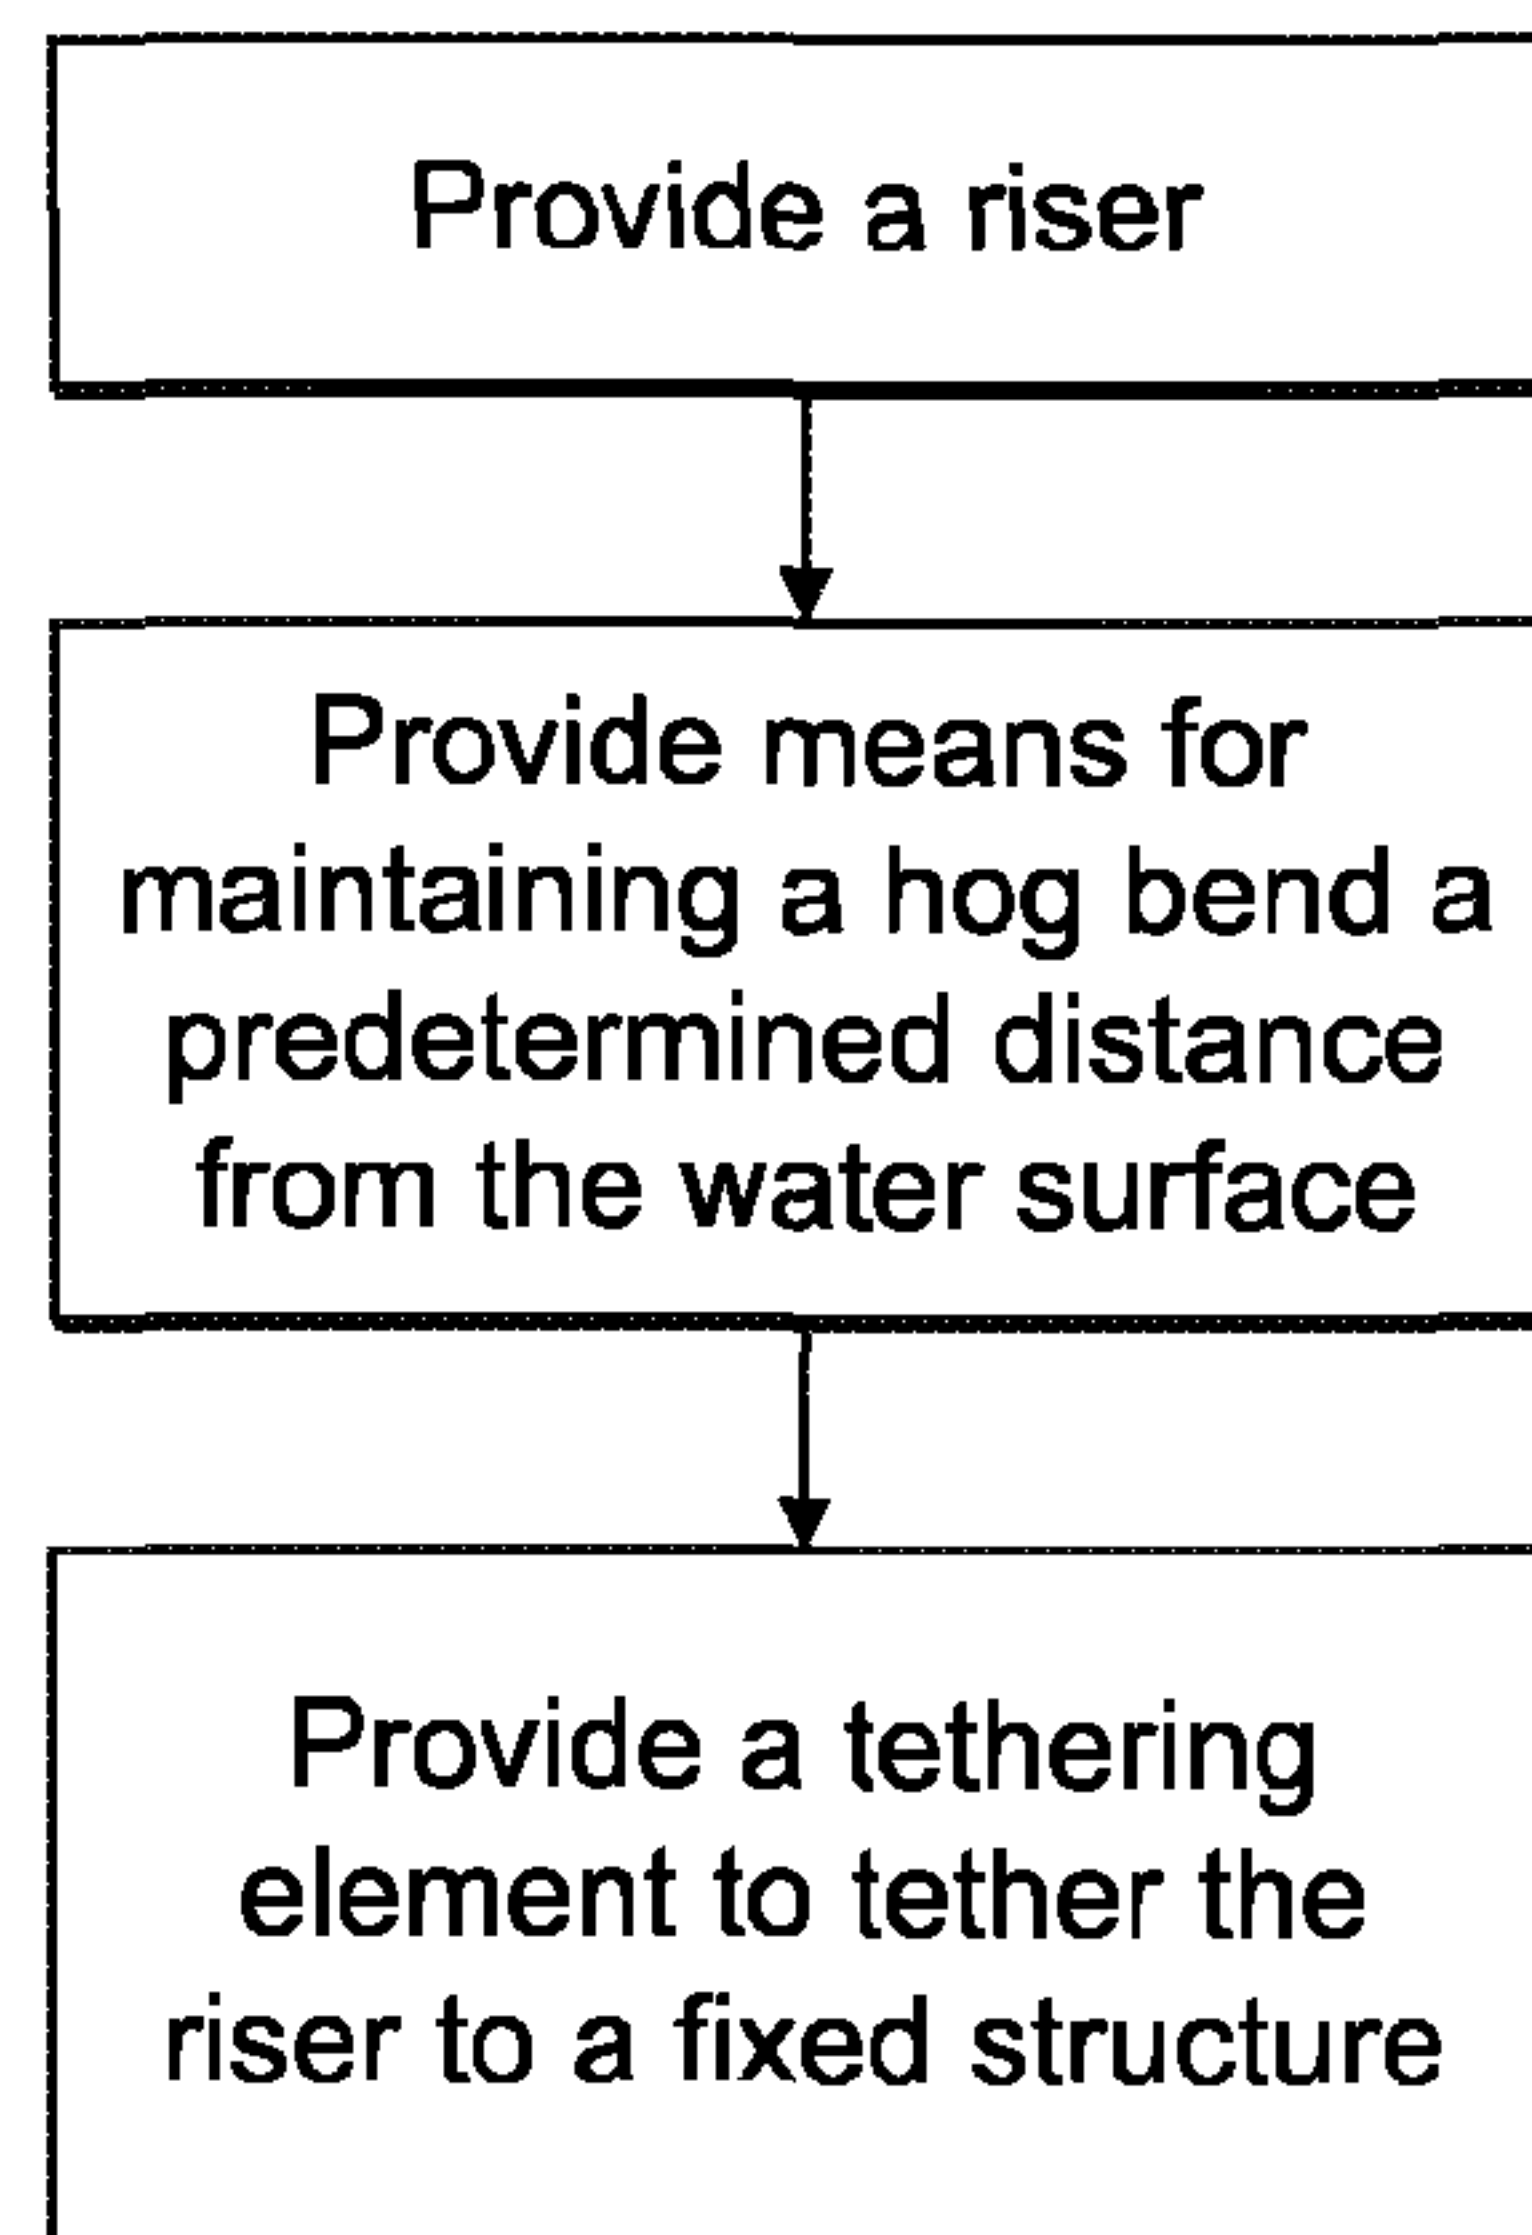 Provide a riser
Provide means for
maintaining a hog bend a
predetermined distance
from the water surface
Provide a tethering
element to tether the
riser to a fixed structure